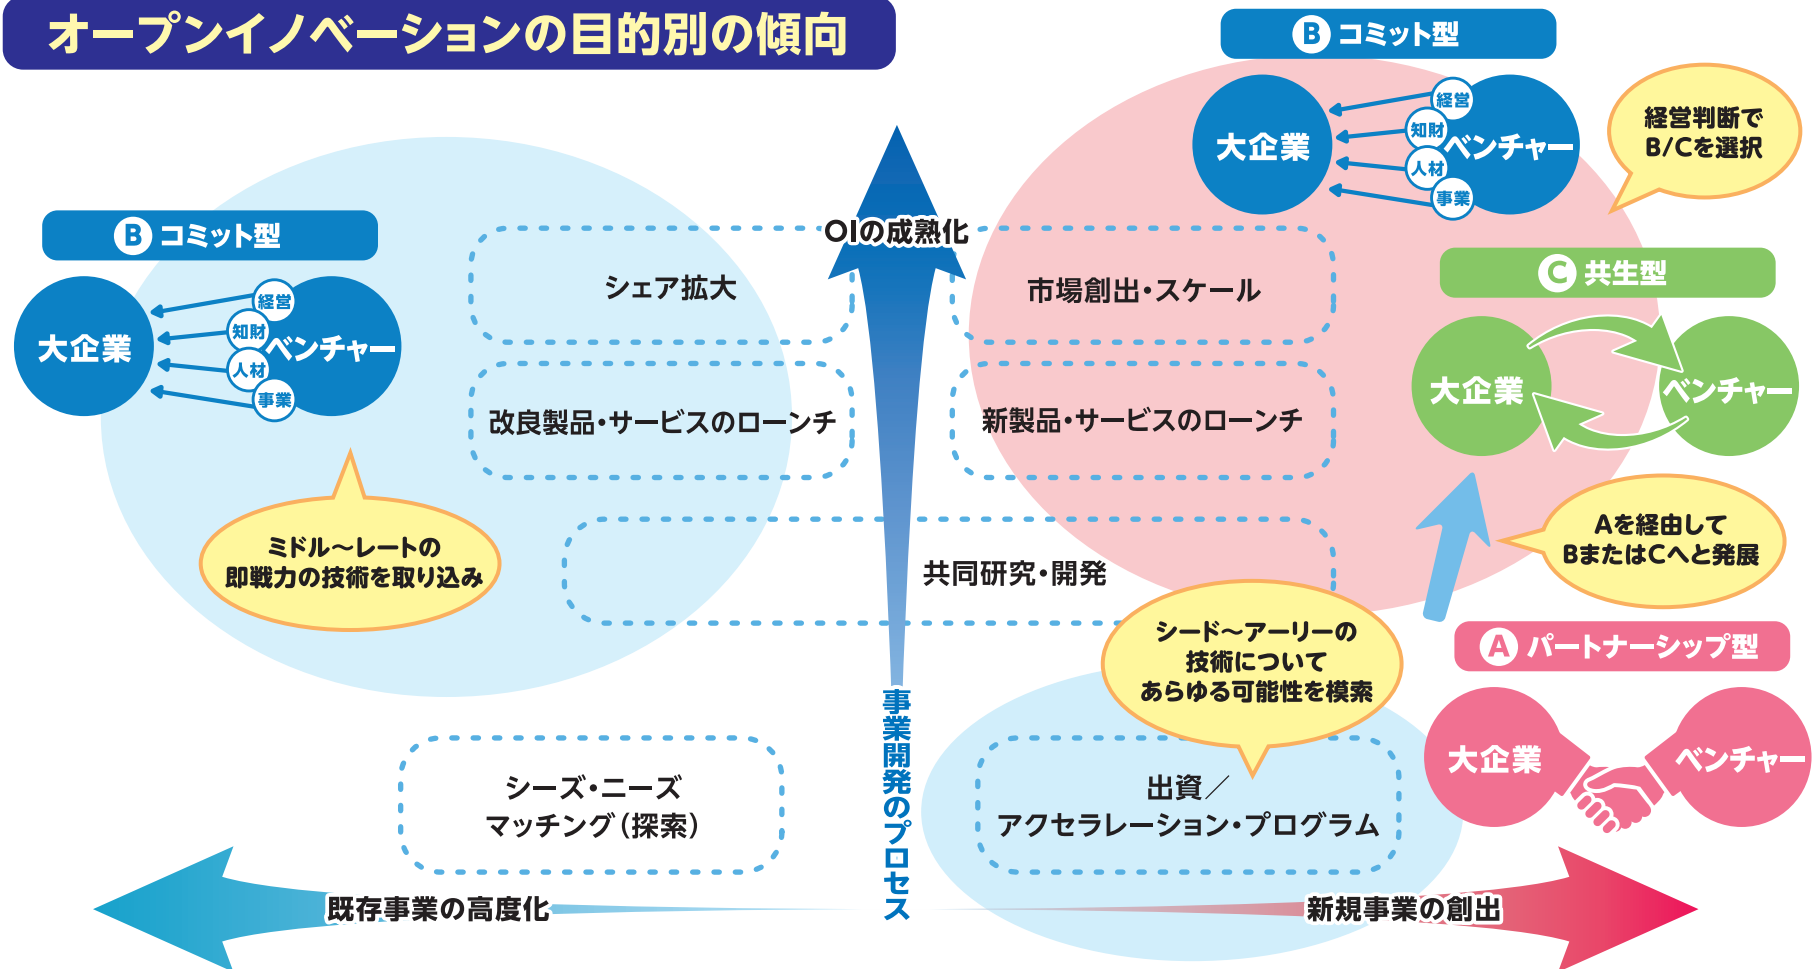 オープンイノベーションの目的別の傾向
B コミット型
大企業
経営
知財
人材
事業
ベンチャー
経営判断で
B/Cを選択
B コミット型
大企業
経営
知財
人材
事業
ベンチャー
OIの成熟化
シェア拡大
市場創出・スケール
C 共生型
大企業
ベンチャー
改良製品・サービスのローンチ
新製品・サービスのローンチ
ミドル～レートの
即戦力の技術を取り込み
共同研究・開発
Aを経由して
BまたはCへと発展
シード～アーリーの
技術について
あらゆる可能性を模索
A パートナーシップ型
大企業
ベンチャー
事業開発のプロセス
シーズ・ニーズ
マッチング（探索）
出資／
アクセラレーション・プログラム
既存事業の高度化
新規事業の創出